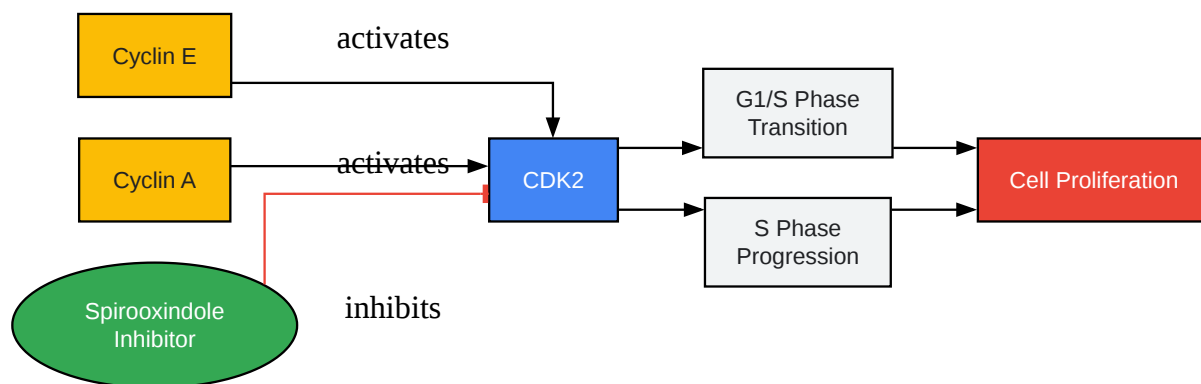 Cyclin E
activates
G1/S Phase
Transition
Cyclin A
activates
CDK2
Cell Proliferation
S Phase
Progression
Spirooxindole
Inhibitor
inhibits